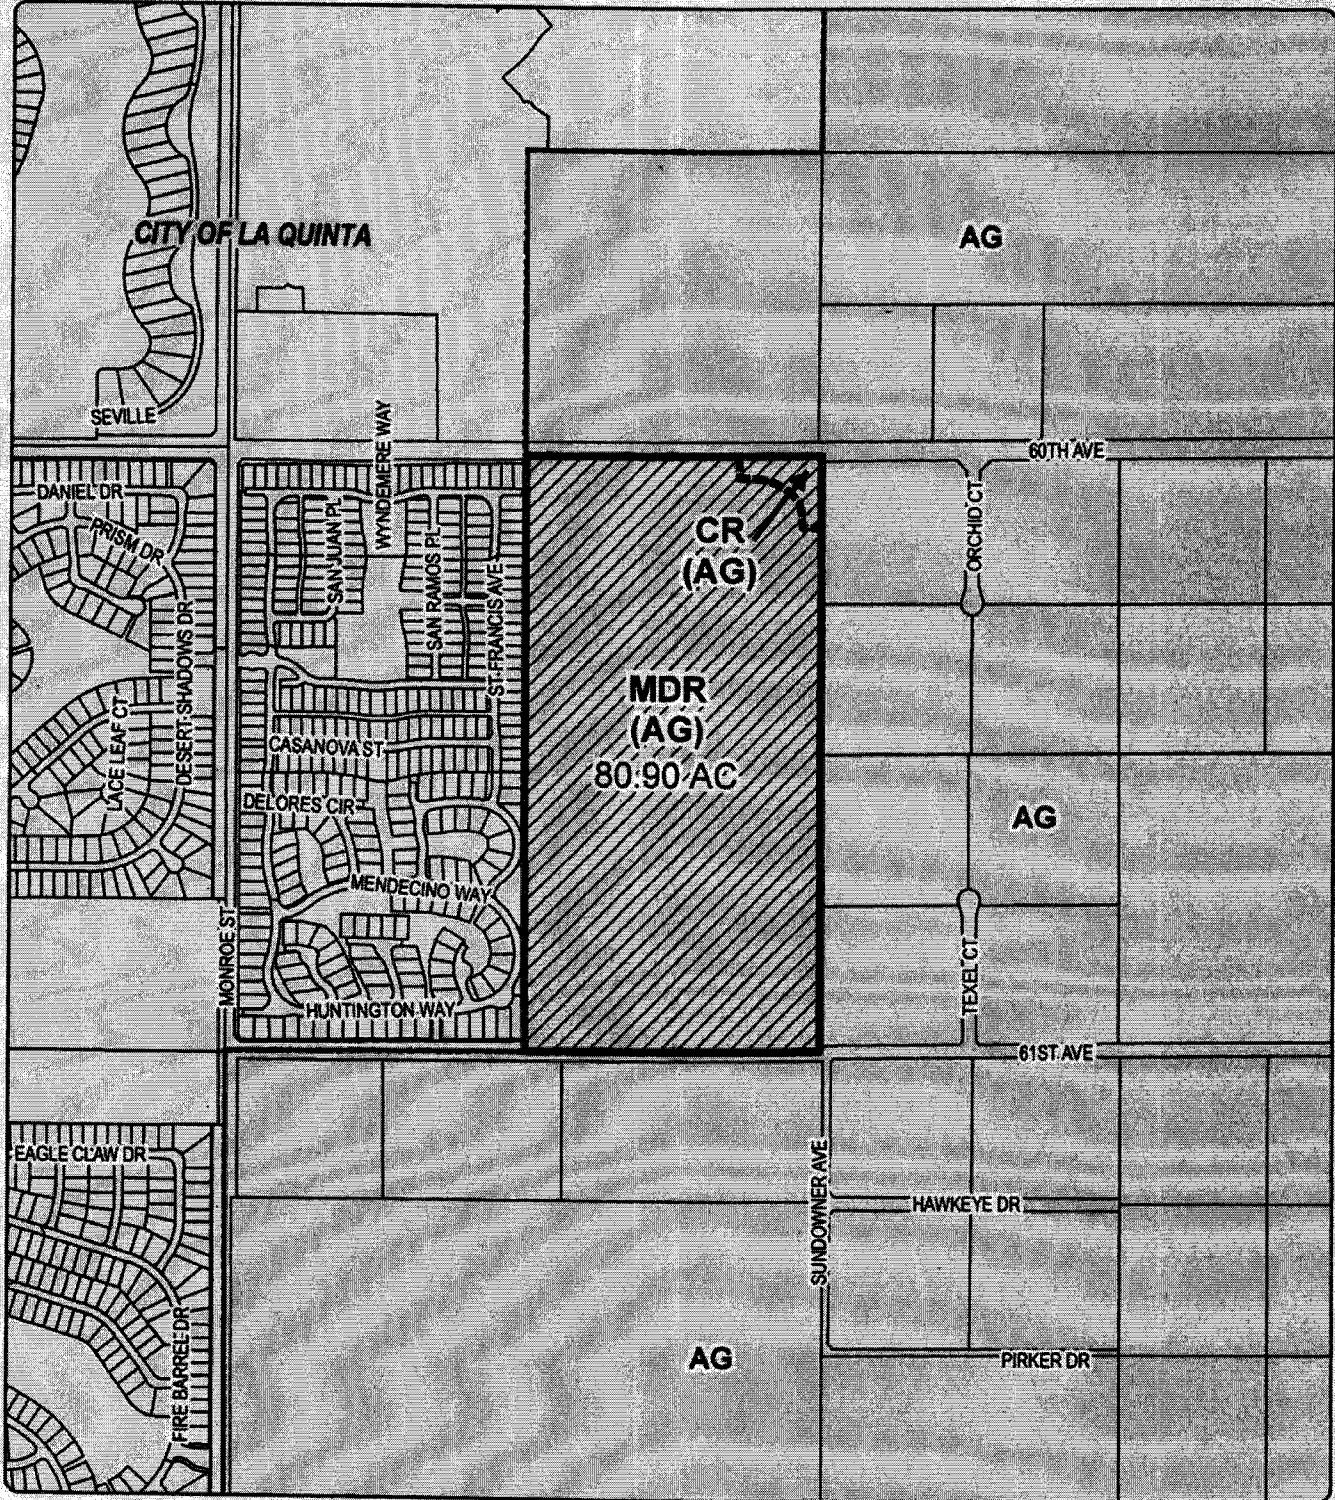 CITY OF LA QUINTA
AG
SEVILLE
WYNDEMERE WAY
60TH AVE
DANIEL DR
PRISM DR
SAN JUAN PL
SAN RAMOS PL
ST FRANCIS AVE
ORCHID CT
CR
(AG)
DESERT SHADOWS DR
LACE LEAF CT
MDR
(AG)
80.90 AC
CASANOVA ST
DELORES CIR
AG
MENDECINO WAY
MONROE ST
TEXEL CT
HUNTINGTON WAY
61ST AVE
EAGLE CLAW DR
SUNDOWNER AVE
HAWKEYE DR
FIRE BARREL DR
AG
PIRKER DR